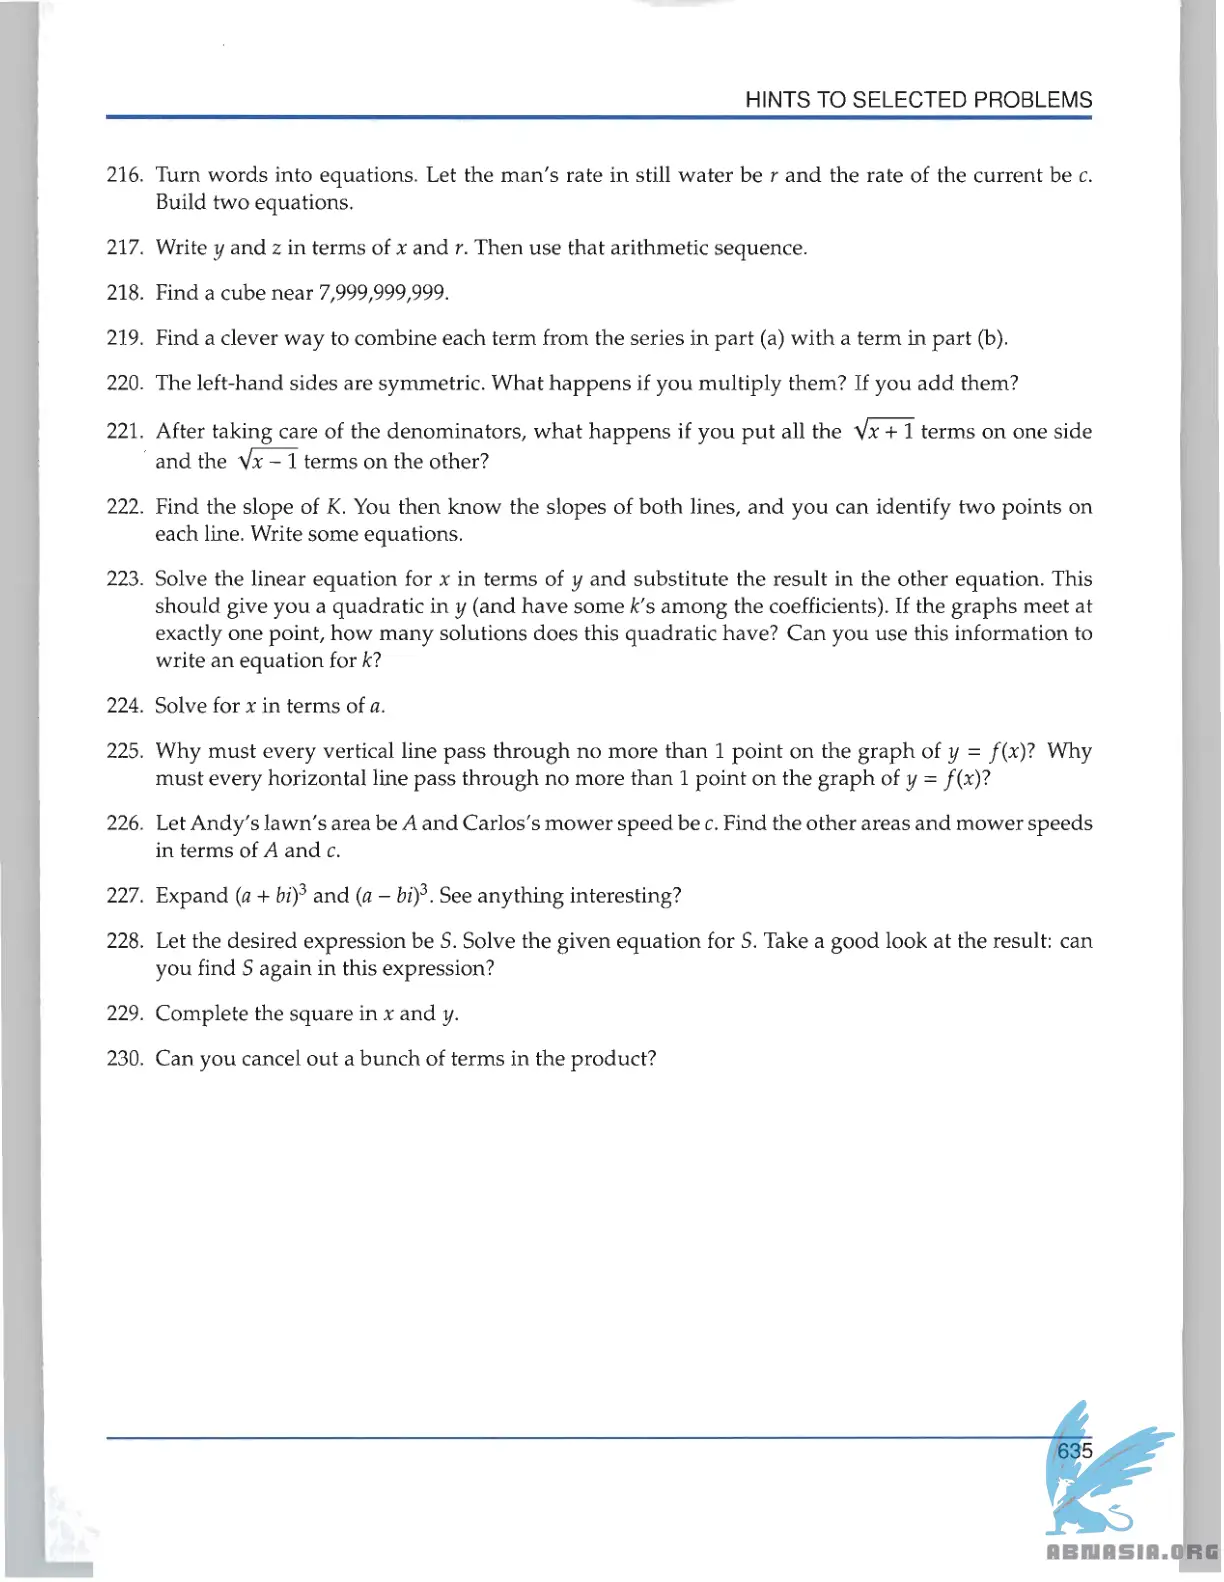 HINTS TO SELECTED PROBLEMS
216. Turn words into equations. Let the man's rate in still water be r and the rate of the current be c.
Build two equations.
217. Write y and z in terms of x and r. Then use that arithmetic sequence.
218. Find a cube near 7,999,999,999.
219. Find a clever way to combine each term from the series in part (a) with a term in part (b).
220. The left-hand sides are symmetric. What happens if you multiply them? If you add them?
221. After taking care of the denominators, what happens if you put all the √x + 1 terms on one side
and the √x − 1 terms on the other?
222. Find the slope of K. You then know the slopes of both lines, and you can identify two points on
each line. Write some equations.
223. Solve the linear equation for x in terms of y and substitute the result in the other equation. This
should give you a quadratic in y (and have some k's among the coefficients). If the graphs meet at
exactly one point, how many solutions does this quadratic have? Can you use this information to
write an equation for k?
224. Solve for x in terms of a.
225. Why must every vertical line pass through no more than 1 point on the graph of y = f(x)? Why
must every horizontal line pass through no more than 1 point on the graph of y = f(x)?
226. Let Andy's lawn's area be A and Carlos's mower speed be c. Find the other areas and mower speeds
in terms of A and c.
227. Expand (a + bi)³ and (a − bi)³. See anything interesting?
228. Let the desired expression be S. Solve the given equation for S. Take a good look at the result: can
you find S again in this expression?
229. Complete the square in x and y.
230. Can you cancel out a bunch of terms in the product?
635
ABNASIA.ORG